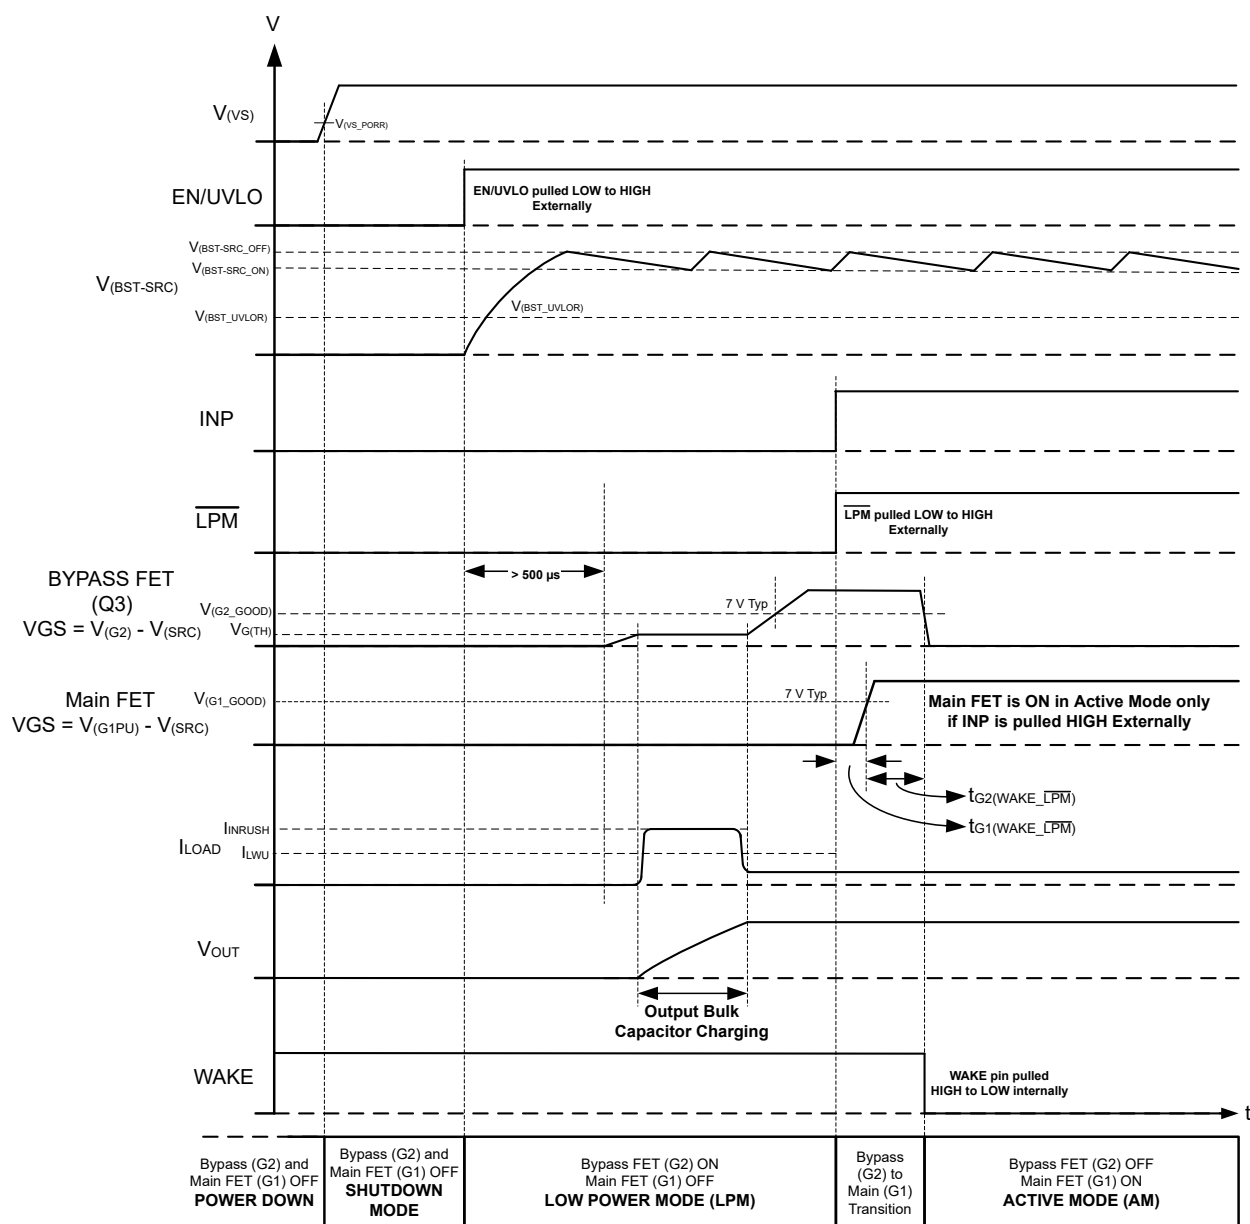 V
V(VS)
V(VS_PORR)
EN/UVLO
EN/UVLO pulled LOW to HIGH
Externally
V(BST-SRC_OFF)
V(BST-SRC_ON)
V(BST-SRC)
V(BST_UVLOR)
V(BST_UVLOR)
INP
LPM
LPM pulled LOW to HIGH
Externally
BYPASS FET
(Q3)
VGS = V(G2) - V(SRC)
> 500 µs
V(G2_GOOD)
7 V Typ
VG(TH)
Main FET
VGS = V(G1PU) - V(SRC)
V(G1_GOOD)
7 V Typ
Main FET is ON in Active Mode only
if INP is pulled HIGH Externally
tG2(WAKE_LPM)
tG1(WAKE_LPM)
IINRUSH
ILOAD
ILWU
VOUT
Output Bulk
Capacitor Charging
WAKE
WAKE pin pulled
HIGH to LOW internally
t
Bypass (G2) and
Main FET (G1) OFF
POWER DOWN
Bypass (G2) and
Main FET (G1) OFF
SHUTDOWN
MODE
Bypass FET (G2) ON
Main FET (G1) OFF
LOW POWER MODE (LPM)
Bypass
(G2) to
Main (G1)
Transition
Bypass FET (G2) OFF
Main FET (G1) ON
ACTIVE MODE (AM)